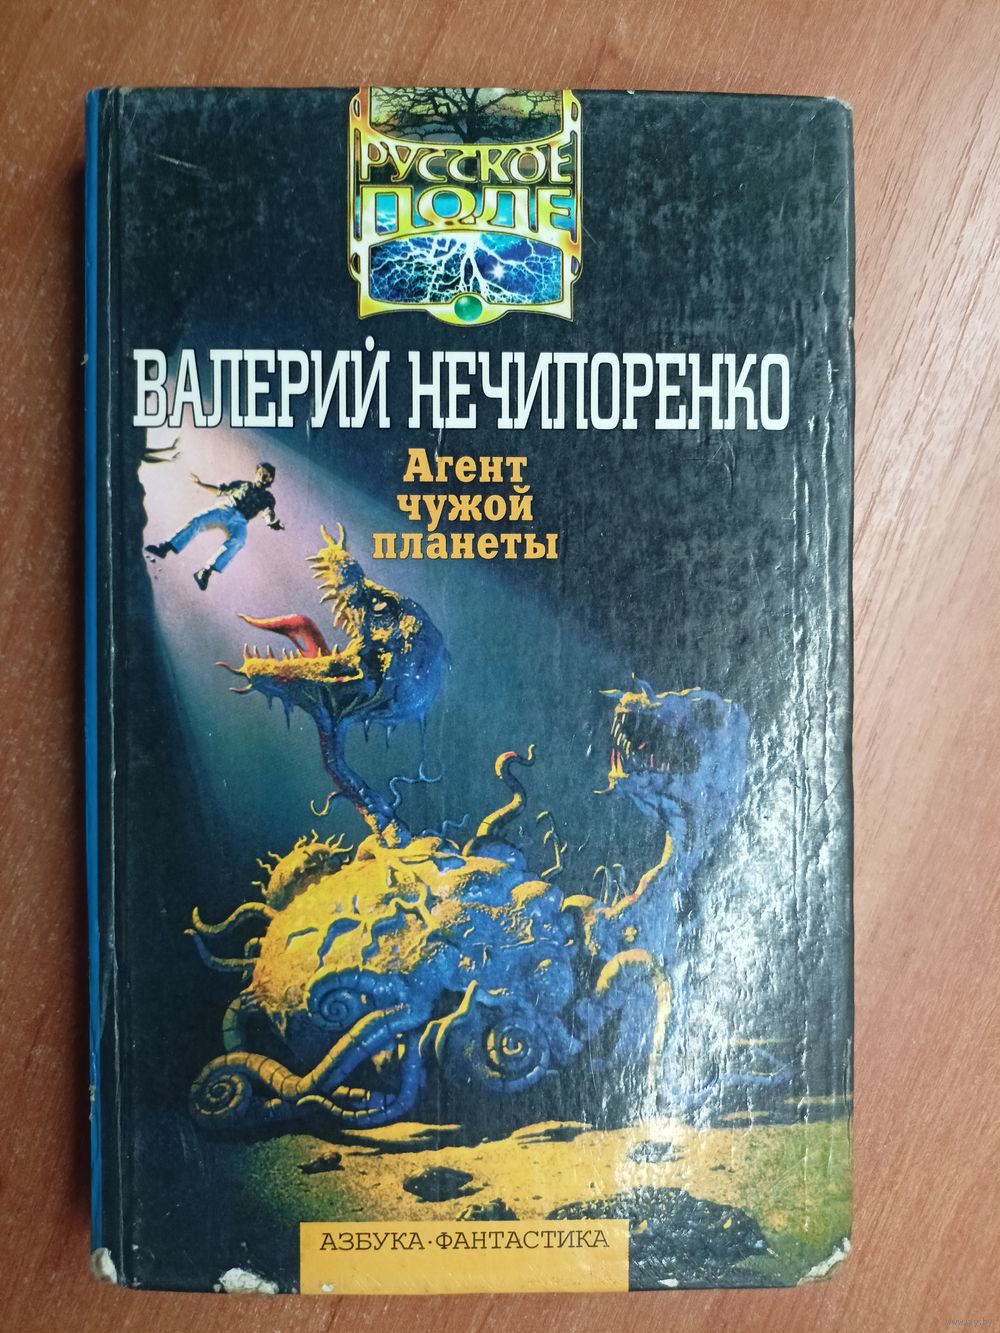 РУССКОЕ
ПОЛЕ
ВАЛЕРИЙ НЕЧИПОРЕНКО
Агент
чужой
планеты
АЗБУКА·ФАНТАСТИКА